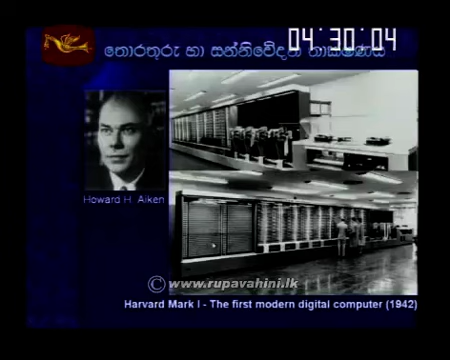 04:30:04
තොරතුරු හා සන්නිවේදන තාක්ෂණය
Howard H. Aiken
© www.rupavahini.lk
Harvard Mark I - The first modern digital computer (1942)